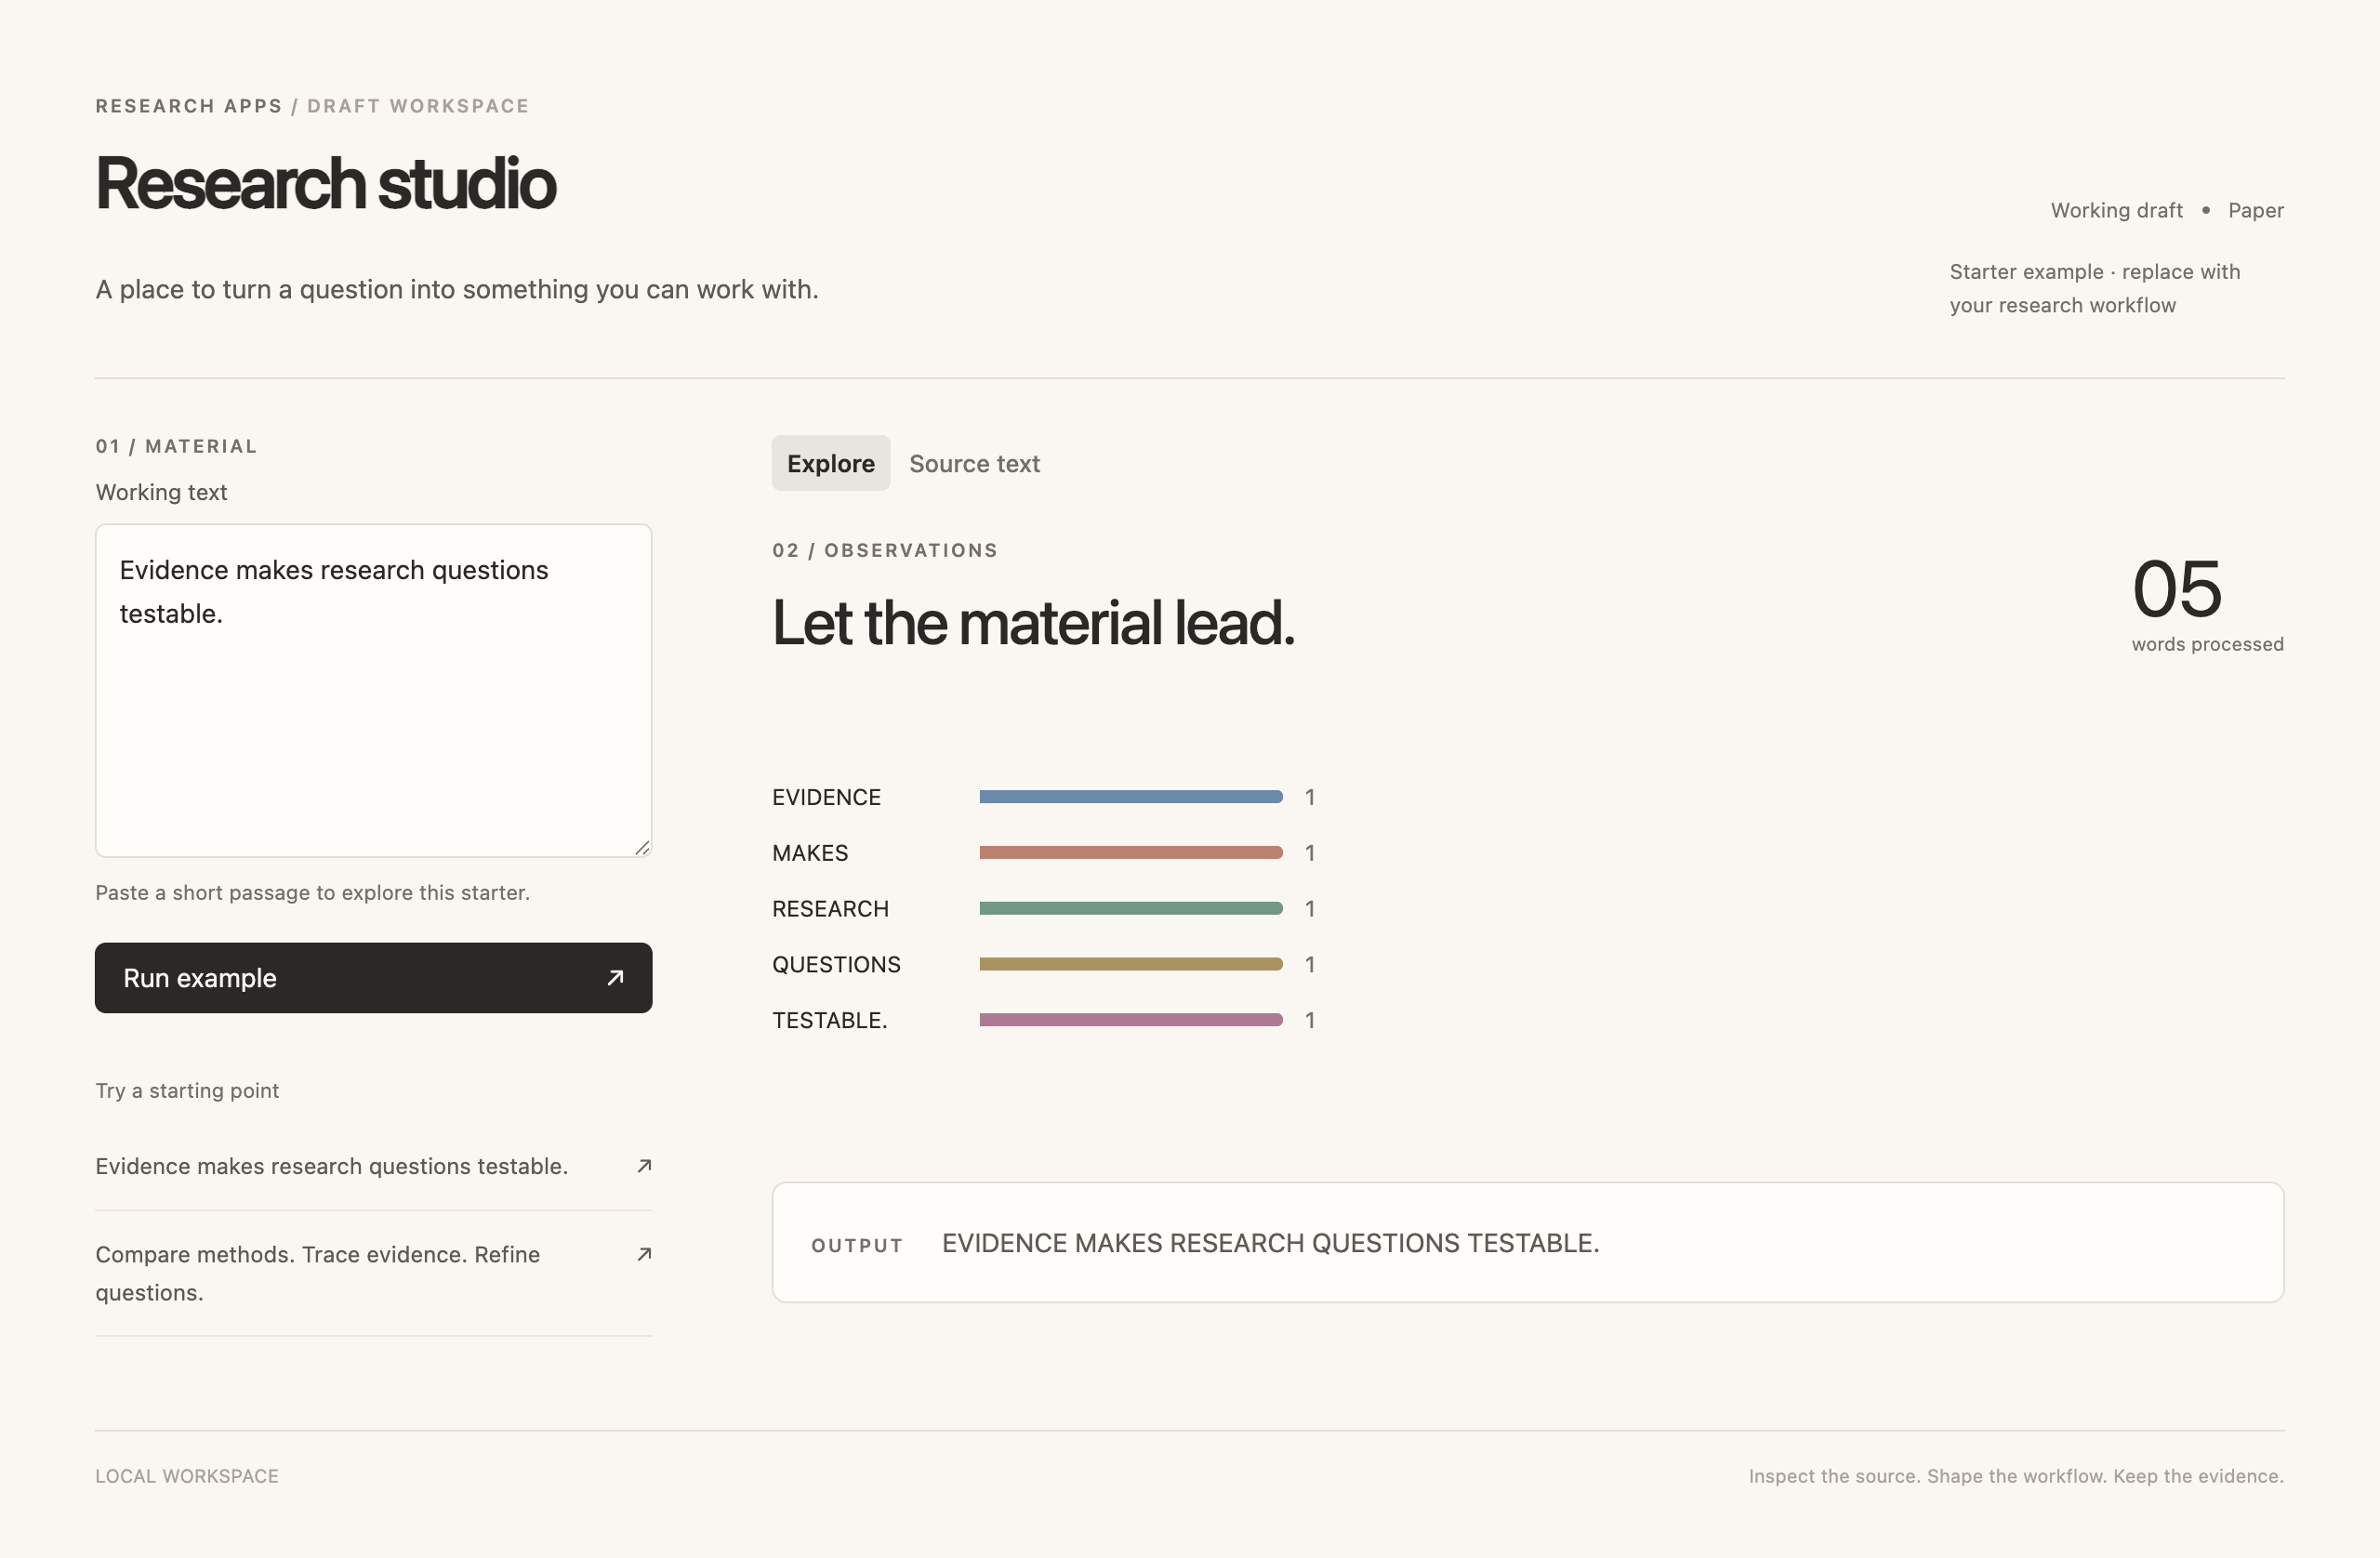 RESEARCH APPS / DRAFT WORKSPACE
Research studio
A place to turn a question into something you can work with.
Working draft • Paper
Starter example · replace with
your research workflow
01 / MATERIAL
Working text
Evidence makes research questions
testable.
Paste a short passage to explore this starter.
Run example
Try a starting point
Evidence makes research questions testable.
Compare methods. Trace evidence. Refine
questions.
Explore
Source text
02 / OBSERVATIONS
Let the material lead.
05
words processed
EVIDENCE 1
MAKES 1
RESEARCH 1
QUESTIONS 1
TESTABLE. 1
OUTPUT EVIDENCE MAKES RESEARCH QUESTIONS TESTABLE.
LOCAL WORKSPACE
Inspect the source. Shape the workflow. Keep the evidence.